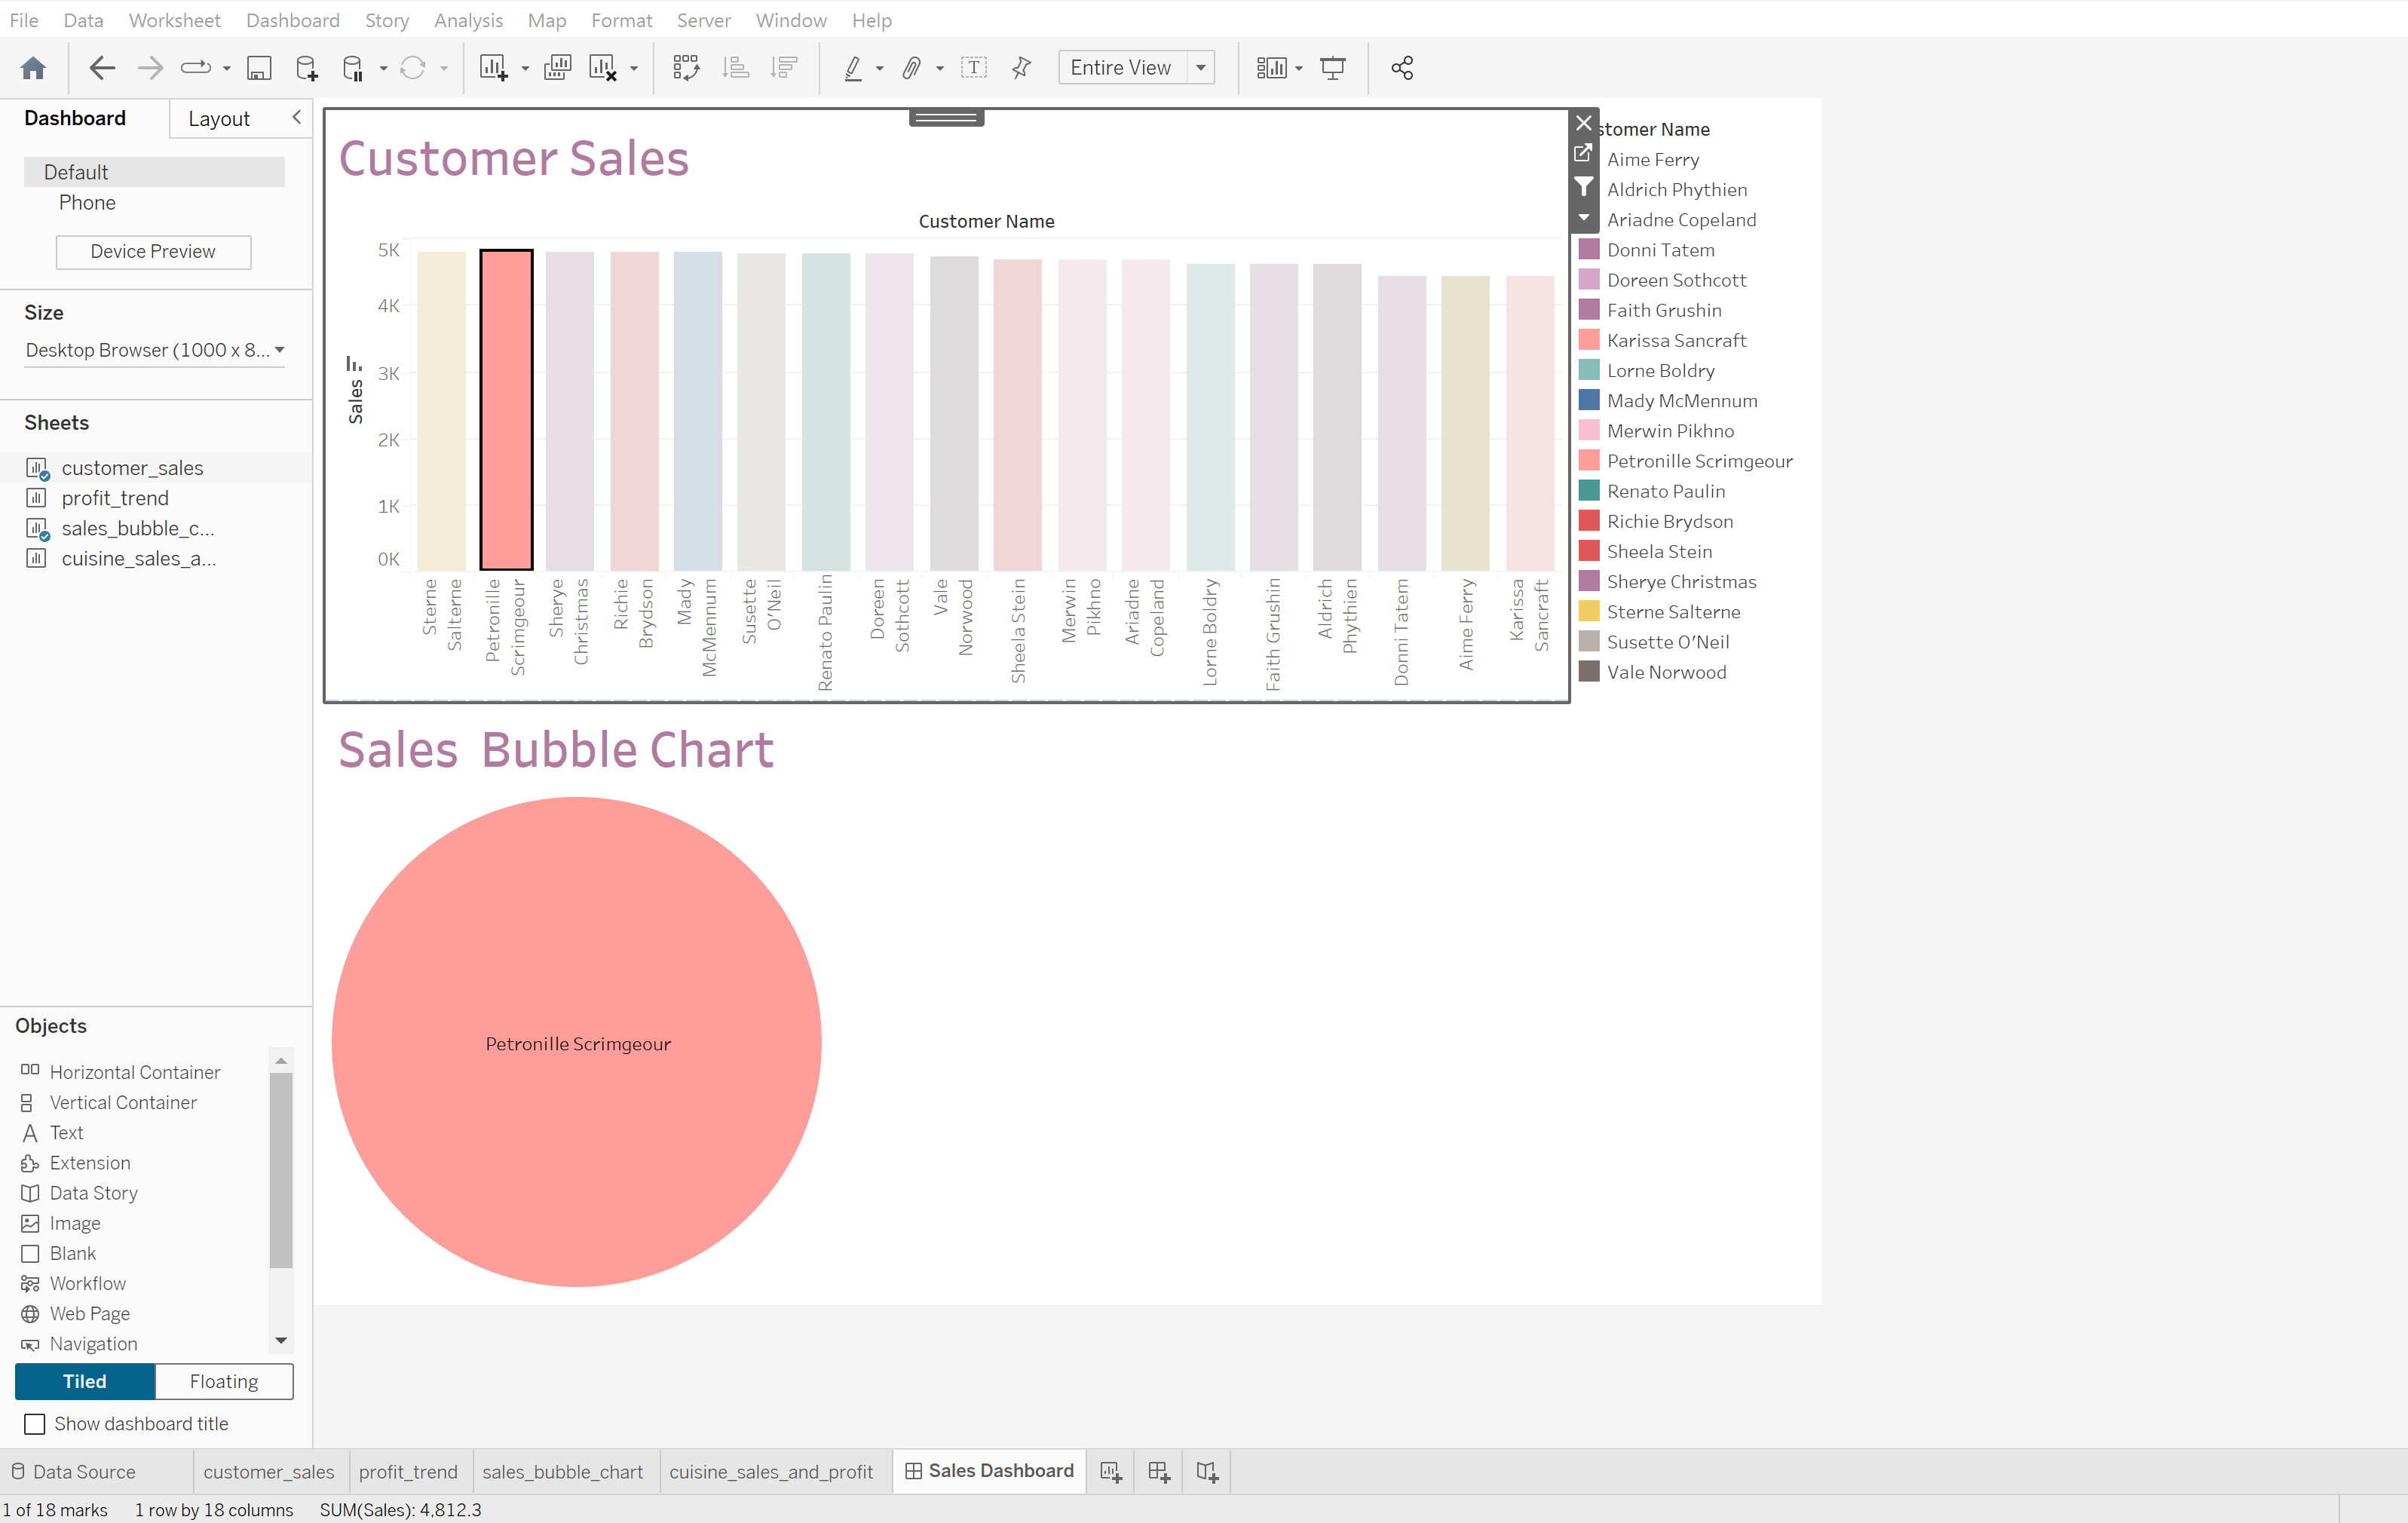 File Data Worksheet Dashboard Story Analysis Map Format Server Window Help
Entire View
Dashboard Layout
Default
Phone
Device Preview
Size
Desktop Browser (1000 x 8...
Sheets
customer_sales
profit_trend
sales_bubble_c...
cuisine_sales_a...
Objects
Horizontal Container
Vertical Container
Text
Extension
Data Story
Image
Blank
Workflow
Web Page
Navigation
Tiled Floating
Show dashboard title
Customer Sales
Customer Name
Sales
5K
4K
3K
2K
1K
0K
Sterne
Salterne
Petronille
Scrimgeour
Sherye
Christmas
Richie
Brydson
Mady
McMennum
Susette
O'Neil
Renato Paulin
Doreen
Sothcott
Vale
Norwood
Sheela Stein
Merwin
Pikhno
Ariadne
Copeland
Lorne Boldry
Faith Grushin
Aldrich
Phythien
Donni Tatem
Aime Ferry
Karissa
Sancraft
stomer Name
Aime Ferry
Aldrich Phythien
Ariadne Copeland
Donni Tatem
Doreen Sothcott
Faith Grushin
Karissa Sancraft
Lorne Boldry
Mady McMennum
Merwin Pikhno
Petronille Scrimgeour
Renato Paulin
Richie Brydson
Sheela Stein
Sherye Christmas
Sterne Salterne
Susette O'Neil
Vale Norwood
Sales Bubble Chart
Petronille Scrimgeour
Data Source customer_sales profit_trend sales_bubble_chart cuisine_sales_and_profit Sales Dashboard
1 of 18 marks 1 row by 18 columns SUM(Sales): 4,812.3